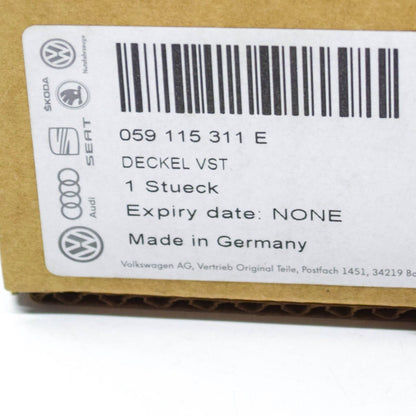 059 115 311 E
DECKEL VST
1 Stueck
Expiry date: NONE
Made in Germany
Volkswagen AG, Vertrieb Original Teile, Postfach 1451, 34219
ŠKODA
Nutzfahrzeuge
SEAT
Audi